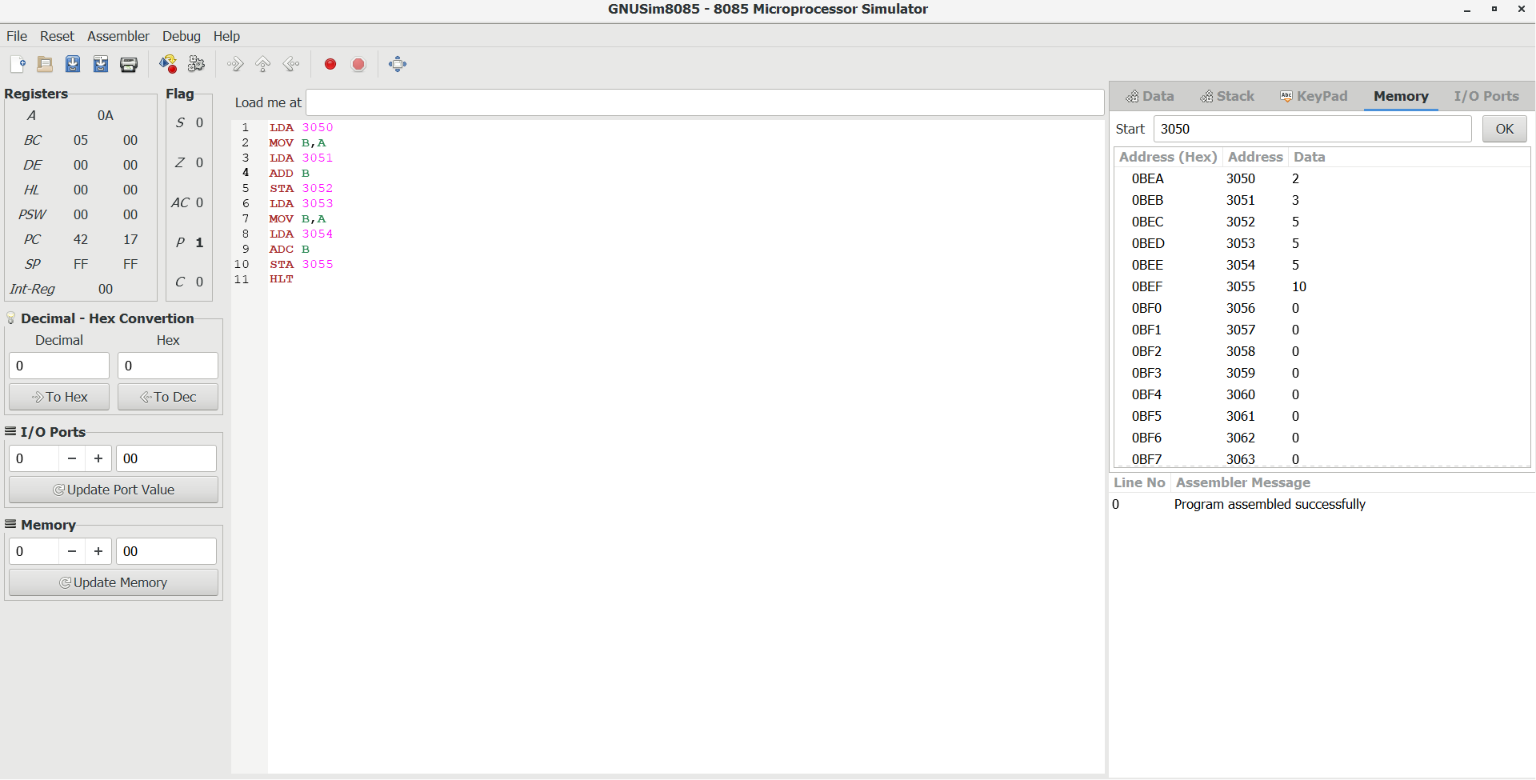 GNUSim8085 - 8085 Microprocessor Simulator
File Reset Assembler Debug Help
Registers
A 0A
BC 05 00
DE 00 00
HL 00 00
PSW 00 00
PC 42 17
SP FF FF
Int-Reg 00
Flag
S 0
Z 0
AC 0
P 1
C 0
Decimal - Hex Convertion
Decimal Hex
0 0
To Hex To Dec
I/O Ports
0 − + 00
Update Port Value
Memory
0 − + 00
Update Memory
Load me at
1 LDA 3050
2 MOV B,A
3 LDA 3051
4 ADD B
5 STA 3052
6 LDA 3053
7 MOV B,A
8 LDA 3054
9 ADC B
10 STA 3055
11 HLT
Data Stack KeyPad Memory I/O Ports
Start 3050 OK
Address (Hex) Address Data
0BEA 3050 2
0BEB 3051 3
0BEC 3052 5
0BED 3053 5
0BEE 3054 5
0BEF 3055 10
0BF0 3056 0
0BF1 3057 0
0BF2 3058 0
0BF3 3059 0
0BF4 3060 0
0BF5 3061 0
0BF6 3062 0
0BF7 3063 0
Line No Assembler Message
0 Program assembled successfully